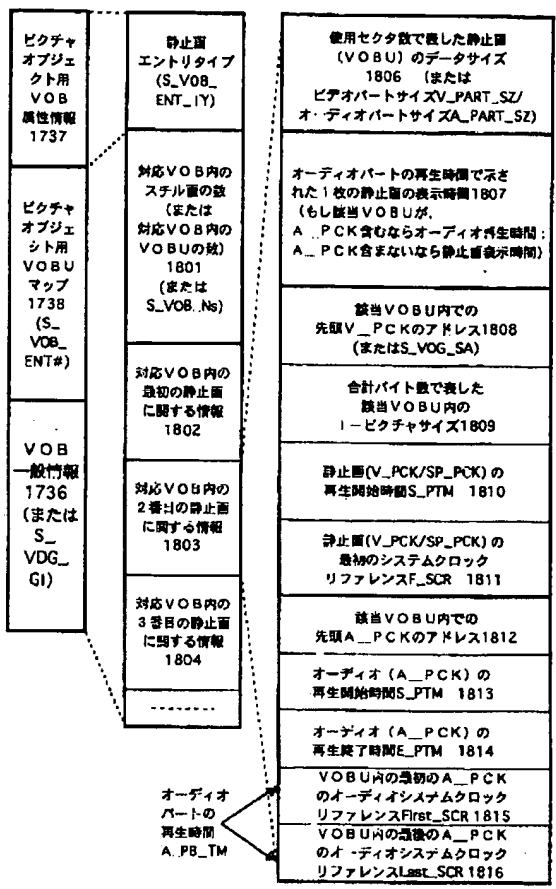 ピクチャ
オブジェ
クト用
VOB
属性情報
1737
ピクチャ
オブジェ
クト用
VOBU
マップ
1738
(S_
VOB_
ENT#)
VOB
一般情報
1736
(または
S_
VDG_
GI)
静止画
エントリタイプ
(S_VOB_
ENT_TY)
対応VOB内の
スチル画の数
(または
対応VOB内の
VOBUの数)
1801
(または
S_VOB_Ns)
対応VOB内の
最初の静止画
に関する情報
1802
対応VOB内の
2番目の静止画
に関する情報
1803
対応VOB内の
3番目の静止画
に関する情報
1804
---------
使用セクタ数で表した静止画
(VOBU)のデータサイズ
1806 (または
ビデオパートサイズV_PART_SZ/
オーディオパートサイズA_PART_SZ)
オーディオパートの再生時間で示さ
れた1枚の静止画の表示時間1807
(もし該当VOBUが、
A__PCK含むならオーディオ再生時間;
A__PCK含まないなら静止画表示時間)
該当VOBU内での
先頭V__PCKのアドレス1808
(またはS_VOG_SA)
合計バイト数で表した
該当VOBU内の
I-ピクチャサイズ1809
静止画(V_PCK/SP_PCK)の
再生開始時間S_PTM 1810
静止画(V_PCK/SP_PCK)の
最初のシステムクロック
リファレンスF_SCR 1811
該当VOBU内での
先頭A__PCKのアドレス1812
オーディオ(A__PCK)の
再生開始時間S_PTM 1813
オーディオ(A__PCK)の
再生終了時間E_PTM 1814
VOBU内の最初のA__PCK
のオーディオシステムクロック
リファレンスFirst_SCR 1815
VOBU内の最後のA__PCK
のオーディオシステムクロック
リファレンスLast_SCR 1816
オーディオ
パートの
再生時間
A_PB_TM